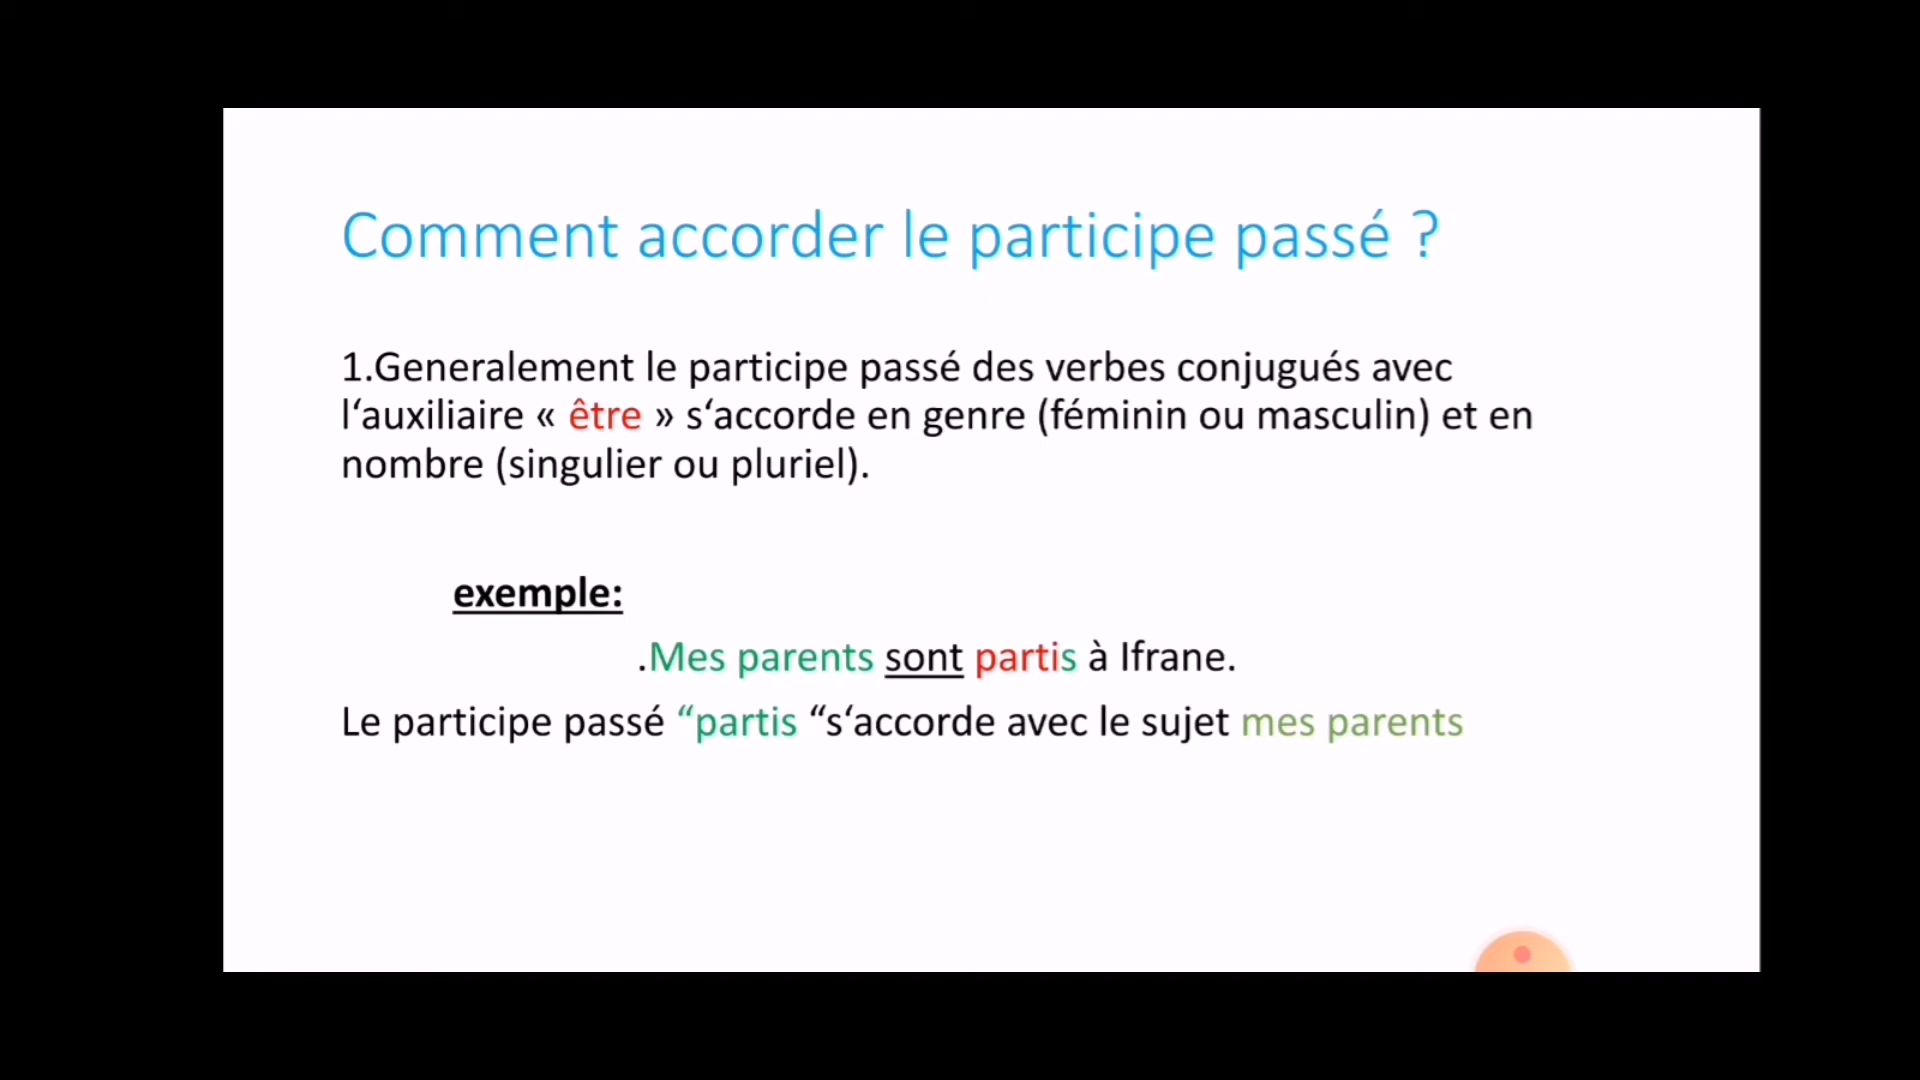 Comment accorder le participe passé ?
1.Generalement le participe passé des verbes conjugués avec
l‘auxiliaire « être » s‘accorde en genre (féminin ou masculin) et en
nombre (singulier ou pluriel).
exemple:
.Mes parents sont partis à Ifrane.
Le participe passé “partis “s‘accorde avec le sujet mes parents